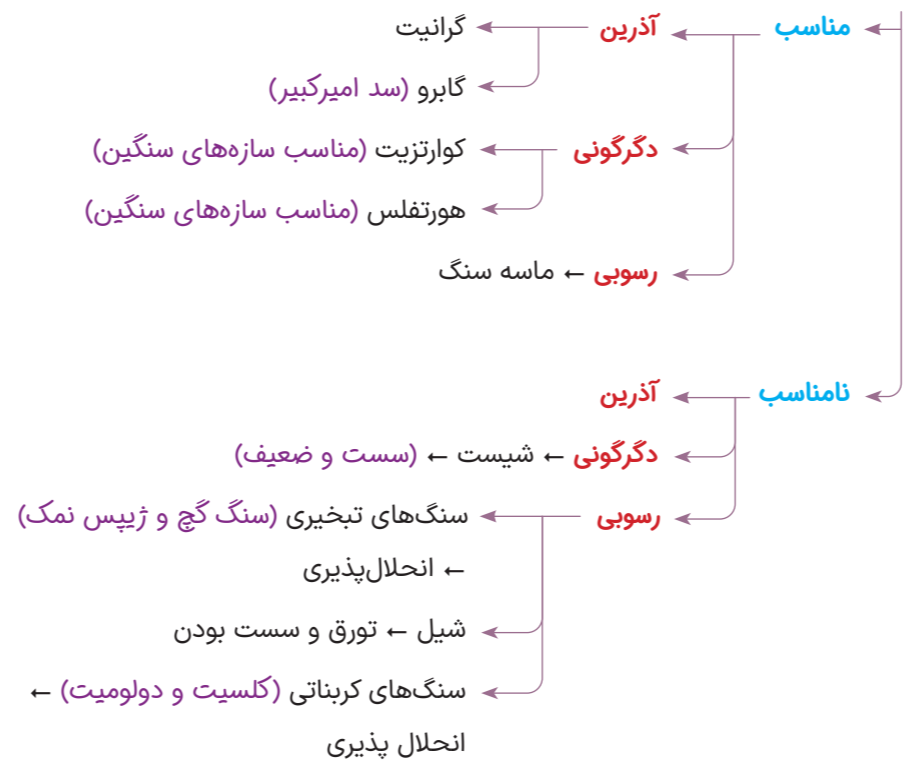 مناسب ← آذرین ← گرانیت
گابرو (سد امیرکبیر)
دگرگونی ← کوارتزیت (مناسب سازه‌های سنگین)
هورتفلس (مناسب سازه‌های سنگین)
رسوبی ← ماسه سنگ
نامناسب ← آذرین
دگرگونی ← شیست ← (سست و ضعیف)
رسوبی ← سنگ‌های تبخیری (سنگ گچ و ژیپس نمک)
← انحلال‌پذیری
شیل ← تورق و سست بودن
سنگ‌های کربناتی (کلسیت و دولومیت) ←
انحلال پذیری